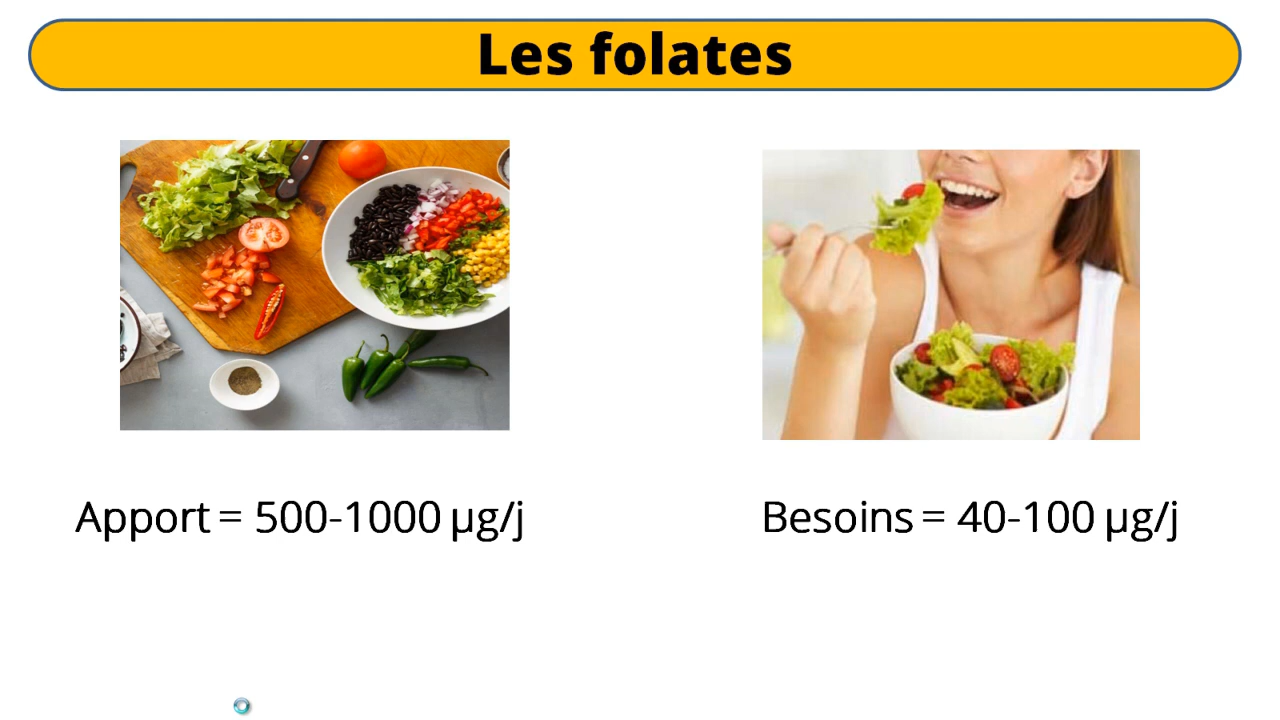 Les folates
Apport = 500-1000 µg/j
Besoins = 40-100 µg/j